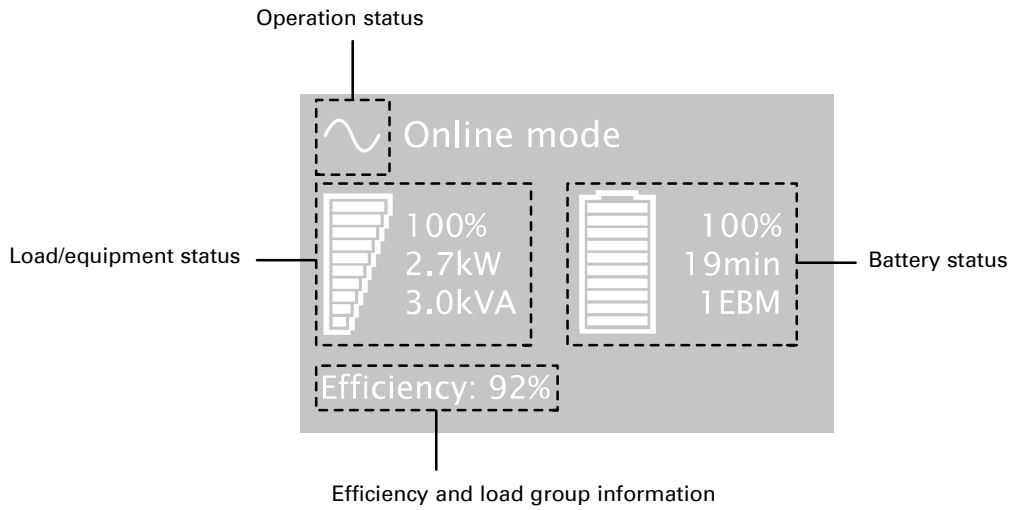 Operation status
Online mode
Load/equipment status
100%
2.7kW
3.0kVA
100%
19min
1EBM
Battery status
Efficiency: 92%
Efficiency and load group information